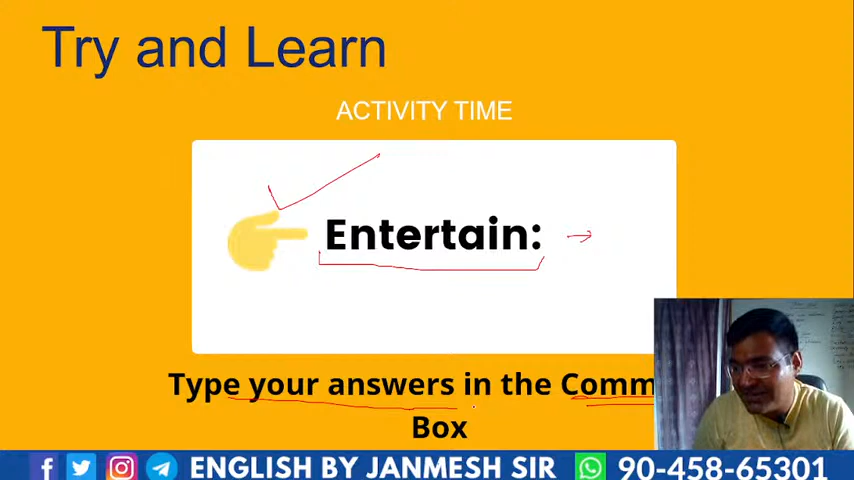 Try and Learn
ACTIVITY TIME
Entertain:
Type your answers in the Comm
Box
ENGLISH BY JANMESH SIR 90-458-65301